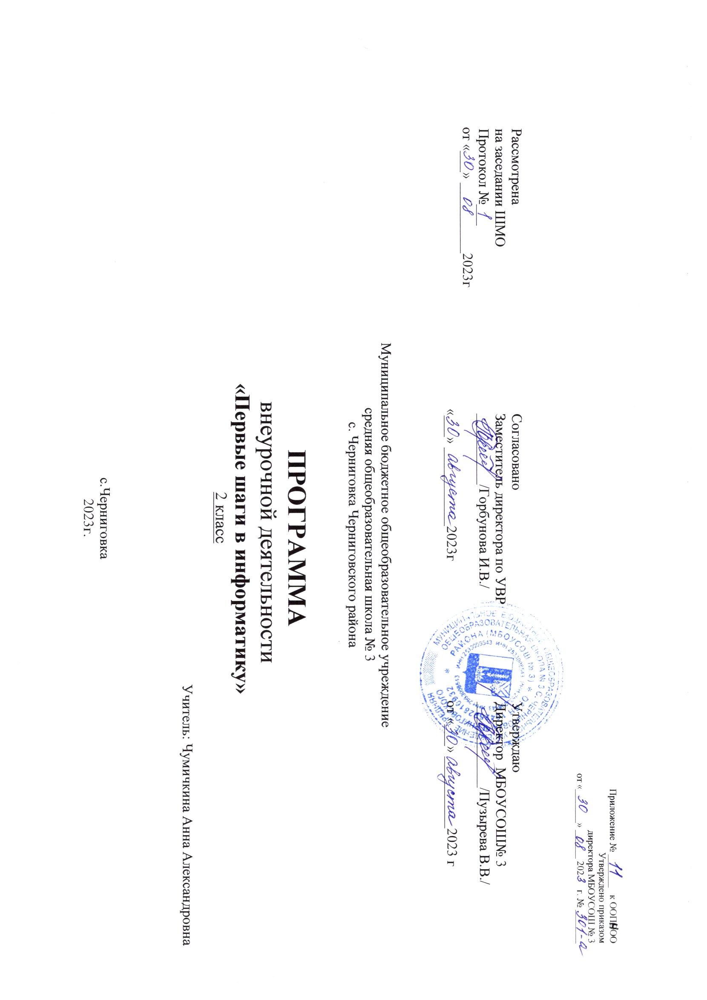 Приложение № 11 к ООПНОО
Утверждено приказом
директора МБОУСОШ № 3
от « 30 » 08 2023 г. № 301-а
Рассмотрена
на заседании ШМО
Протокол № 1
от «30» 08 2023г
Согласовано
Заместитель директора по УВР
/Горбунова И.В./
«30» августа 2023г
Утверждаю
Директор МБОУСОШ№ 3
/Пузырева В.В./
от «30» августа 2023 г
Муниципальное бюджетное общеобразовательное учреждение
средняя общеобразовательная школа № 3
с. Черниговка Черниговского района
ПРОГРАММА
внеурочной деятельности
«Первые шаги в информатику»
2 класс
Учитель: Чумичкина Анна Александровна
с.Черниговка
2023г.